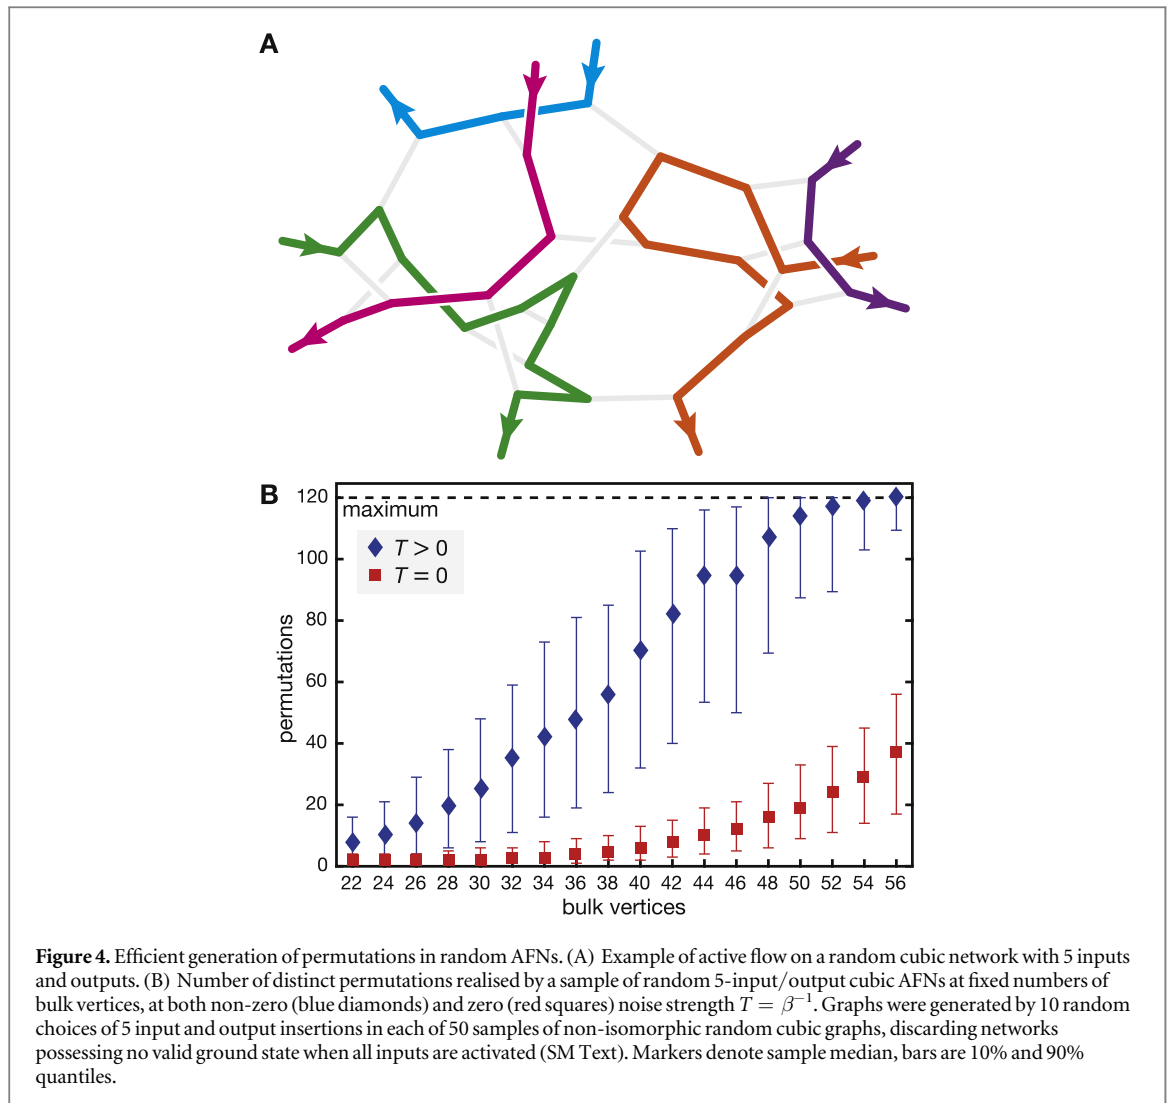 A
B
120
maximum
T > 0
T = 0
100
80
60
40
20
0
permutations
22 24 26 28 30 32 34 36 38 40 42 44 46 48 50 52 54 56
bulk vertices
Figure 4. Efficient generation of permutations in random AFNs. (A) Example of active flow on a random cubic network with 5 inputs
and outputs. (B) Number of distinct permutations realised by a sample of random 5-input/output cubic AFNs at fixed numbers of
bulk vertices, at both non-zero (blue diamonds) and zero (red squares) noise strength T = β⁻¹. Graphs were generated by 10 random
choices of 5 input and output insertions in each of 50 samples of non-isomorphic random cubic graphs, discarding networks
possessing no valid ground state when all inputs are activated (SM Text). Markers denote sample median, bars are 10% and 90%
quantiles.